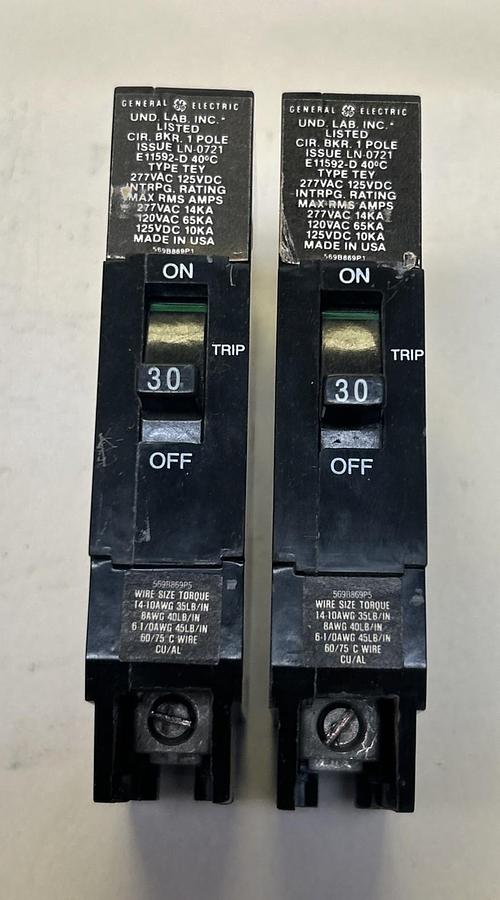 GENERAL GE ELECTRIC
UND. LAB. INC.*
LISTED
CIR. BKR. 1 POLE
ISSUE LN-0721
E11592-D 40°C
TYPE TEY
277VAC 125VDC
INTRPG. RATING
MAX RMS AMPS
277VAC 14KA
120VAC 65KA
125VDC 10KA
MADE IN USA
569B869P1
ON
TRIP
30
OFF
569B869P5
WIRE SIZE TORQUE
14-10AWG 35LB/IN
8AWG 40LB/IN
6-1/0AWG 45LB/IN
60/75 C WIRE
CU/AL
GENERAL GE ELECTRIC
UND. LAB. INC.*
LISTED
CIR. BKR. 1 POLE
ISSUE LN-0721
E11592-D 40°C
TYPE TEY
277VAC 125VDC
INTRPG. RATING
MAX RMS AMPS
277VAC 14KA
120VAC 65KA
125VDC 10KA
MADE IN USA
569B869P1
ON
TRIP
30
OFF
569B869P5
WIRE SIZE TORQUE
14-10AWG 35LB/IN
8AWG 40LB/IN
6-1/0AWG 45LB/IN
60/75 C WIRE
CU/AL